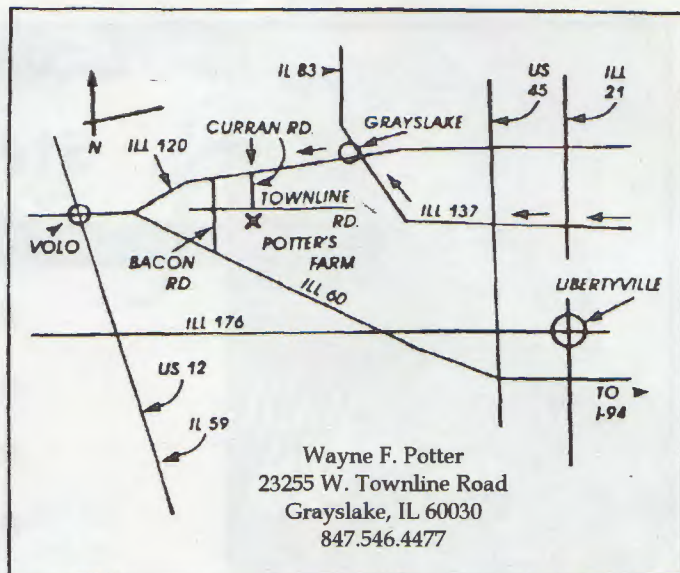 IL 83
US
45
ILL
21
CURRAN RD.
GRAYSLAKE
N
ILL 120
TOWNLINE
RD.
ILL 137
VOLO
BACON
RD
POTTER'S
FARM
ILL 60
LIBERTYVILLE
ILL 176
US 12
TO
I-94
IL 59
Wayne F. Potter
23255 W. Townline Road
Grayslake, IL 60030
847.546.4477